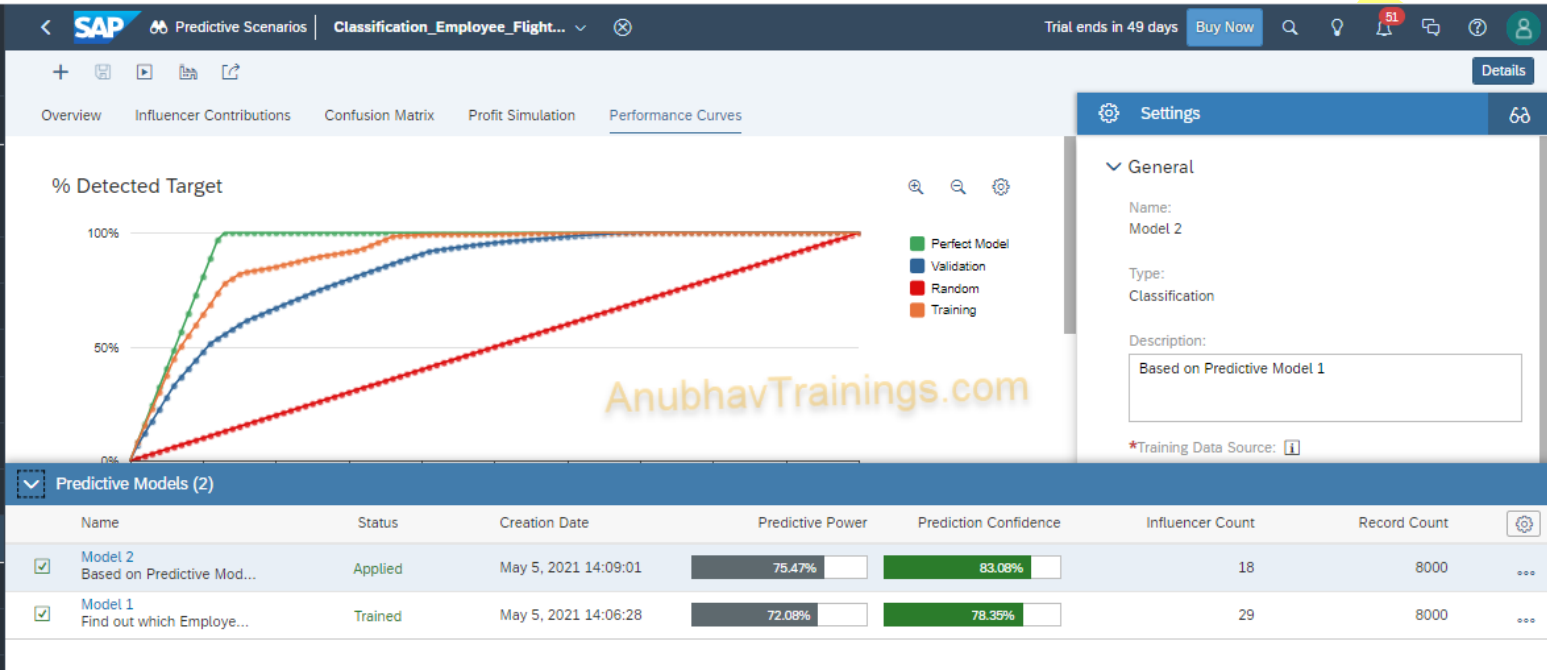 SAP Predictive Scenarios Classification_Employee_Flight... Trial ends in 49 days Buy Now 51
Details
Overview Influencer Contributions Confusion Matrix Profit Simulation Performance Curves
Settings
General
% Detected Target
Name:
Model 2
100%
Perfect Model
Validation
Random
Training
Type:
Classification
Description:
50%
Based on Predictive Model 1
AnubhavTrainings.com
*Training Data Source:
0%
Predictive Models (2)
Name Status Creation Date Predictive Power Prediction Confidence Influencer Count Record Count
Model 2
Based on Predictive Mod... Applied May 5, 2021 14:09:01 75.47% 83.08% 18 8000
Model 1
Find out which Employe... Trained May 5, 2021 14:06:28 72.08% 78.35% 29 8000